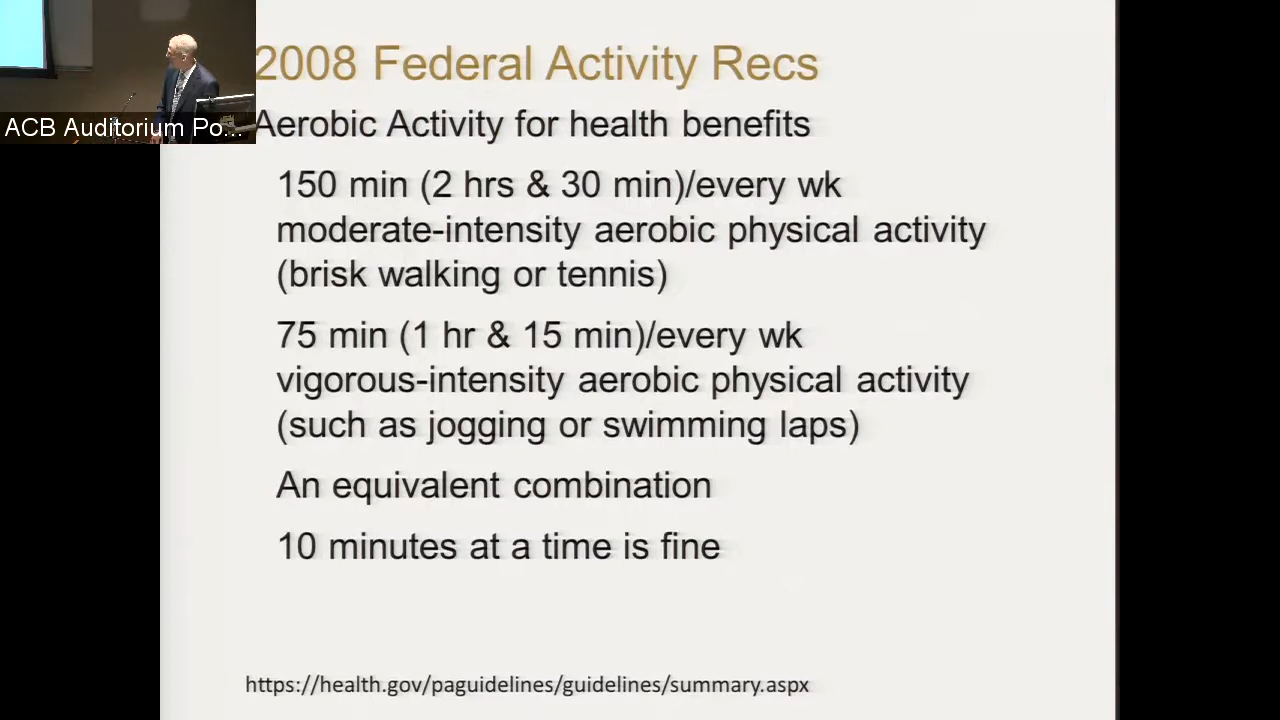 2008 Federal Activity Recs
ACB Auditorium Po...
Aerobic Activity for health benefits
150 min (2 hrs & 30 min)/every wk
moderate-intensity aerobic physical activity
(brisk walking or tennis)
75 min (1 hr & 15 min)/every wk
vigorous-intensity aerobic physical activity
(such as jogging or swimming laps)
An equivalent combination
10 minutes at a time is fine
https://health.gov/paguidelines/guidelines/summary.aspx